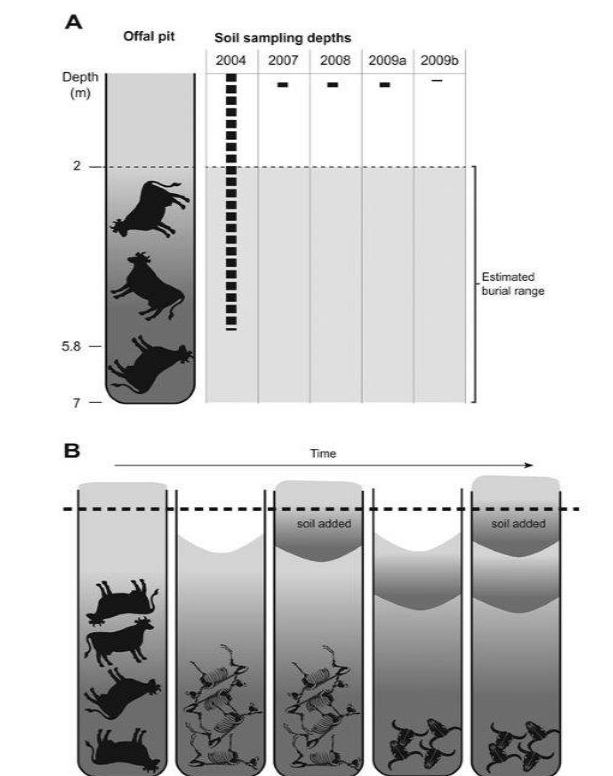 A
Offal pit
Soil sampling depths
2004 2007 2008 2009a 2009b
Depth
(m)
2
Estimated
burial range
5.8
7
B
Time
soil added
soil added